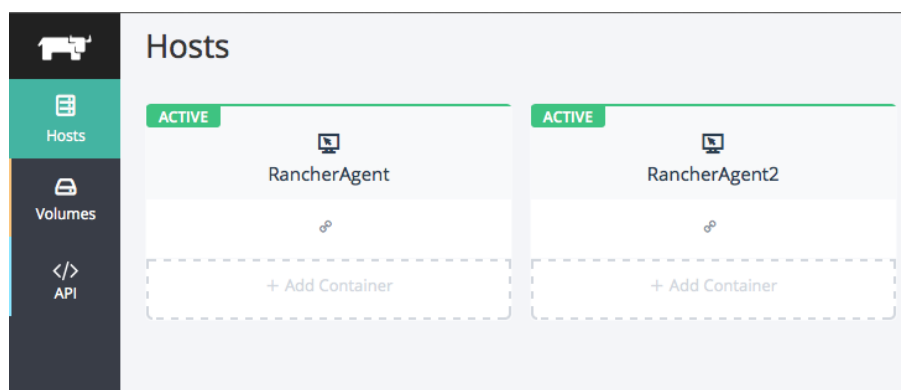 Hosts
Hosts
Volumes
</>
API
ACTIVE
RancherAgent
+ Add Container
ACTIVE
RancherAgent2
+ Add Container